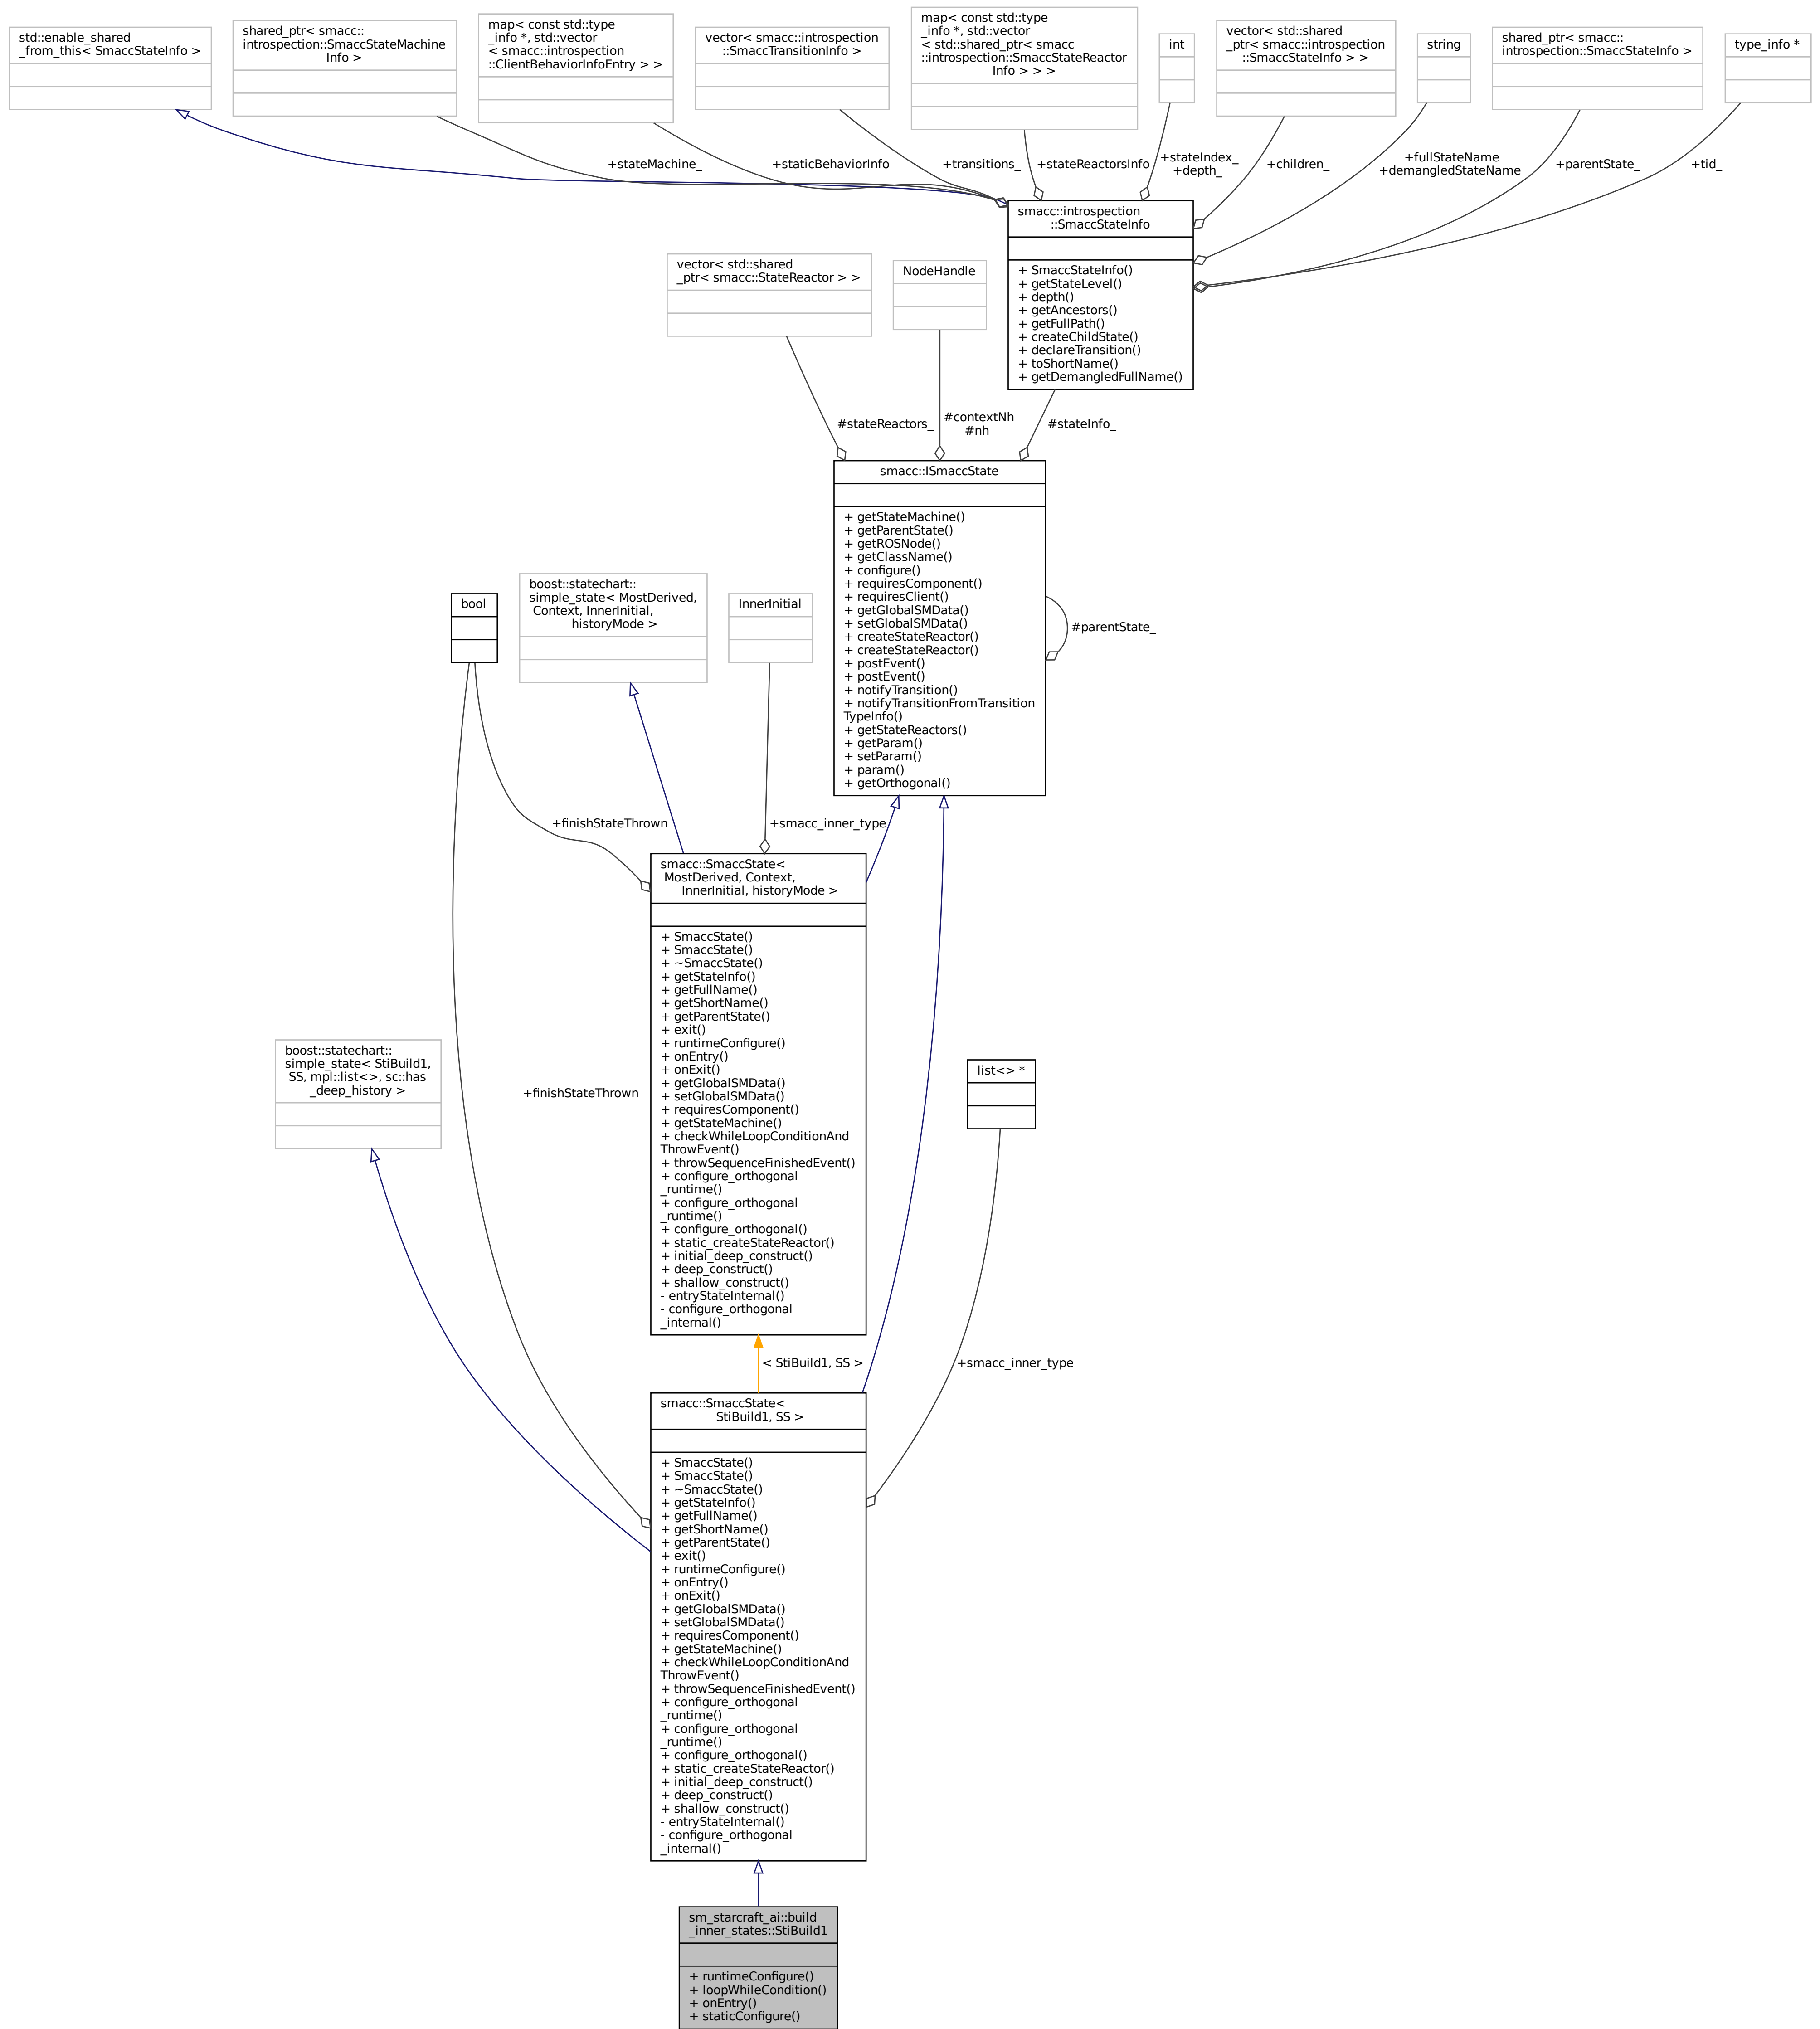 std::enable_shared
_from_this< SmaccStateInfo >
shared_ptr< smacc::
introspection::SmaccStateMachine
Info >
map< const std::type
_info *, std::vector
< smacc::introspection
::ClientBehaviorInfoEntry > >
vector< smacc::introspection
::SmaccTransitionInfo >
map< const std::type
_info *, std::vector
< std::shared_ptr< smacc
::introspection::SmaccStateReactor
Info > > >
int
vector< std::shared
_ptr< smacc::introspection
::SmaccStateInfo > >
string
shared_ptr< smacc::
introspection::SmaccStateInfo >
type_info *
+stateMachine_
+staticBehaviorInfo
+transitions_
+stateReactorsInfo
+stateIndex_
+depth_
+children_
+fullStateName
+demangledStateName
+parentState_
+tid_
smacc::introspection
::SmaccStateInfo
+ SmaccStateInfo()
+ getStateLevel()
+ depth()
+ getAncestors()
+ getFullPath()
+ createChildState()
+ declareTransition()
+ toShortName()
+ getDemangledFullName()
vector< std::shared
_ptr< smacc::StateReactor > >
NodeHandle
#stateReactors_
#contextNh
#nh
#stateInfo_
smacc::ISmaccState
+ getStateMachine()
+ getParentState()
+ getROSNode()
+ getClassName()
+ configure()
+ requiresComponent()
+ requiresClient()
+ getGlobalSMData()
+ setGlobalSMData()
+ createStateReactor()
+ createStateReactor()
+ postEvent()
+ postEvent()
+ notifyTransition()
+ notifyTransitionFromTransition
TypeInfo()
+ getStateReactors()
+ getParam()
+ setParam()
+ param()
+ getOrthogonal()
#parentState_
bool
boost::statechart::
simple_state< MostDerived,
Context, InnerInitial,
historyMode >
InnerInitial
+finishStateThrown
+smacc_inner_type
smacc::SmaccState<
MostDerived, Context,
InnerInitial, historyMode >
+ SmaccState()
+ SmaccState()
+ ~SmaccState()
+ getStateInfo()
+ getFullName()
+ getShortName()
+ getParentState()
+ exit()
+ runtimeConfigure()
+ onEntry()
+ onExit()
+ getGlobalSMData()
+ setGlobalSMData()
+ requiresComponent()
+ getStateMachine()
+ checkWhileLoopConditionAnd
ThrowEvent()
+ throwSequenceFinishedEvent()
+ configure_orthogonal
_runtime()
+ configure_orthogonal
_runtime()
+ configure_orthogonal()
+ static_createStateReactor()
+ initial_deep_construct()
+ deep_construct()
+ shallow_construct()
- entryStateInternal()
- configure_orthogonal
_internal()
boost::statechart::
simple_state< StiBuild1,
SS, mpl::list<>, sc::has
_deep_history >
+finishStateThrown
list<> *
< StiBuild1, SS >
+smacc_inner_type
smacc::SmaccState<
StiBuild1, SS >
+ SmaccState()
+ SmaccState()
+ ~SmaccState()
+ getStateInfo()
+ getFullName()
+ getShortName()
+ getParentState()
+ exit()
+ runtimeConfigure()
+ onEntry()
+ onExit()
+ getGlobalSMData()
+ setGlobalSMData()
+ requiresComponent()
+ getStateMachine()
+ checkWhileLoopConditionAnd
ThrowEvent()
+ throwSequenceFinishedEvent()
+ configure_orthogonal
_runtime()
+ configure_orthogonal
_runtime()
+ configure_orthogonal()
+ static_createStateReactor()
+ initial_deep_construct()
+ deep_construct()
+ shallow_construct()
- entryStateInternal()
- configure_orthogonal
_internal()
sm_starcraft_ai::build
_inner_states::StiBuild1
+ runtimeConfigure()
+ loopWhileCondition()
+ onEntry()
+ staticConfigure()